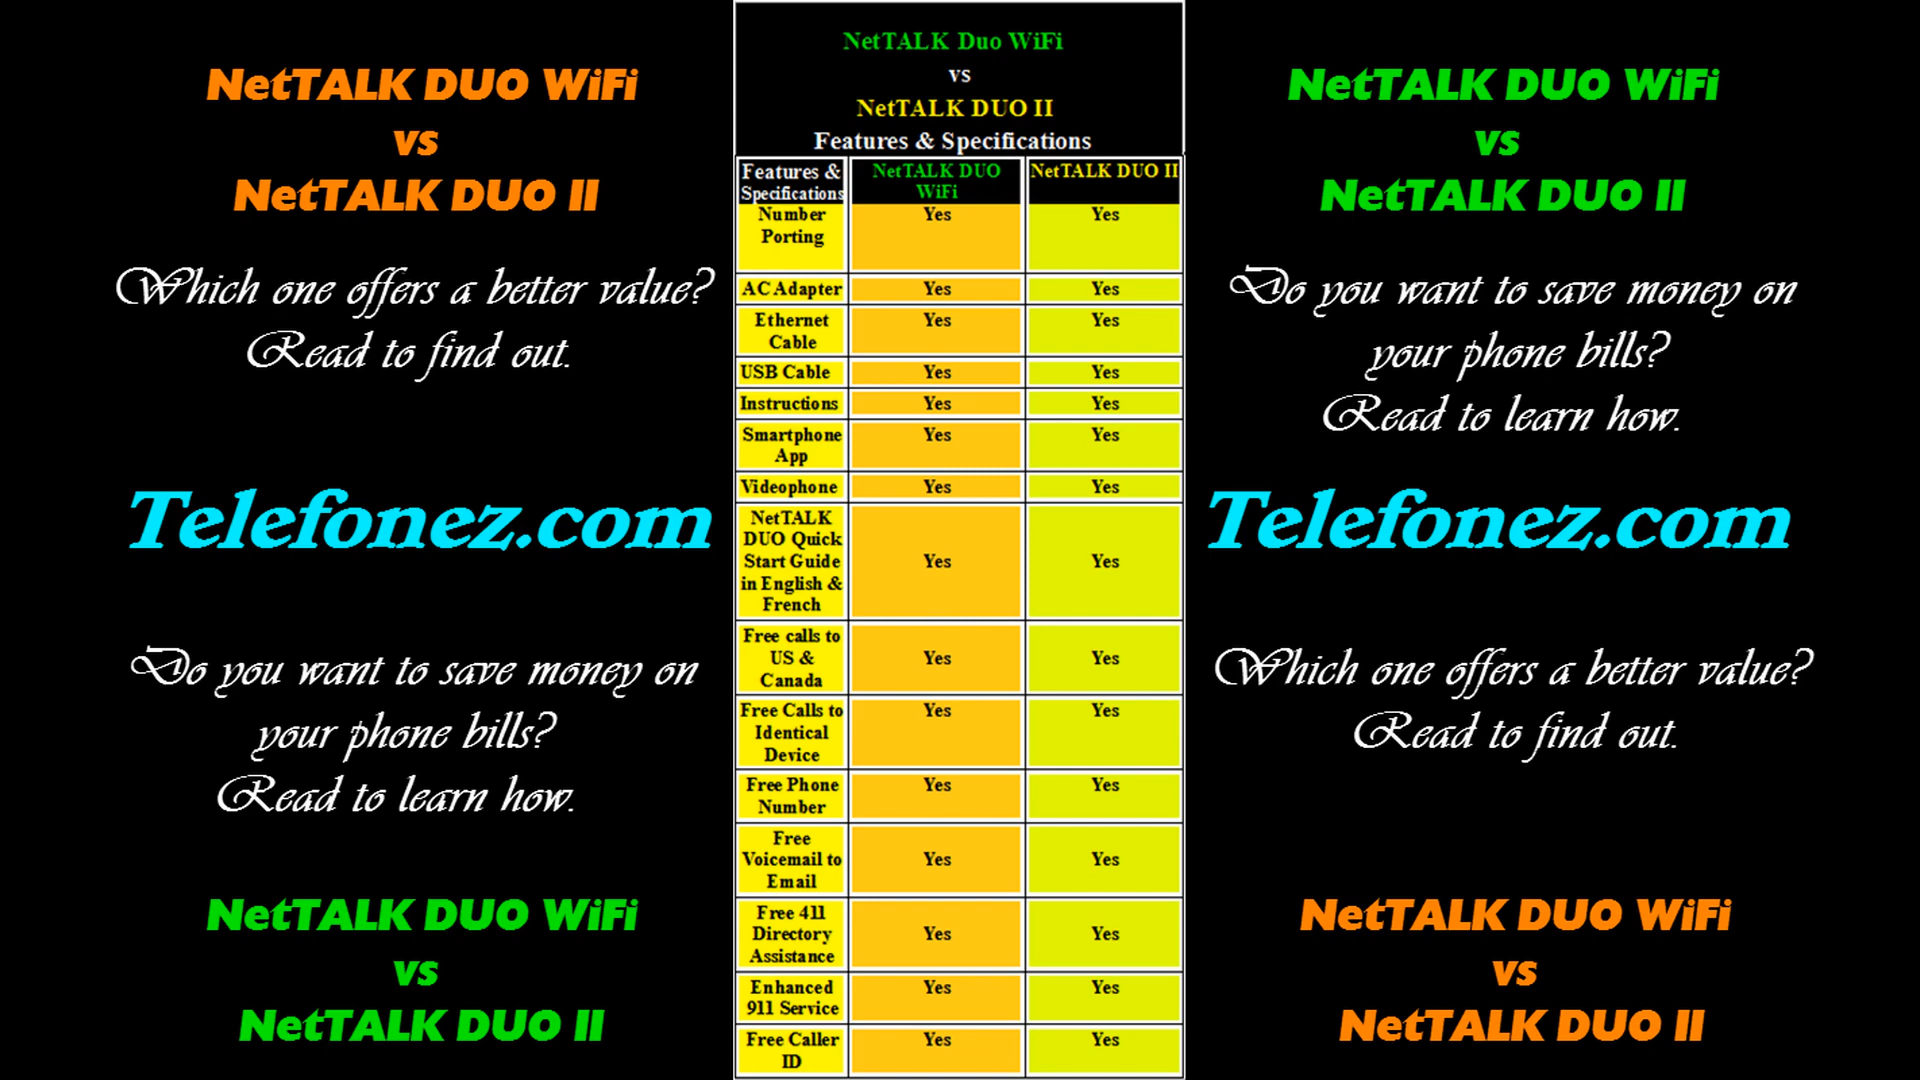 NetTALK DUO WiFi
vs
NetTALK DUO II
Which one offers a better value?
Read to find out.
Telefonez.com
Do you want to save money on
your phone bills?
Read to learn how.
NetTALK DUO WiFi
vs
NetTALK DUO II
NetTALK Duo WiFi
vs
NetTALK DUO II
Features & Specifications
Features & Specifications NetTALK DUO WiFi NetTALK DUO II
Number Porting Yes Yes
AC Adapter Yes Yes
Ethernet Cable Yes Yes
USB Cable Yes Yes
Instructions Yes Yes
Smartphone App Yes Yes
Videophone Yes Yes
NetTALK DUO Quick Start Guide in English & French Yes Yes
Free calls to US & Canada Yes Yes
Free Calls to Identical Device Yes Yes
Free Phone Number Yes Yes
Free Voicemail to Email Yes Yes
Free 411 Directory Assistance Yes Yes
Enhanced 911 Service Yes Yes
Free Caller ID Yes Yes
NetTALK DUO WiFi
vs
NetTALK DUO II
Do you want to save money on
your phone bills?
Read to learn how.
Telefonez.com
Which one offers a better value?
Read to find out.
NetTALK DUO WiFi
vs
NetTALK DUO II